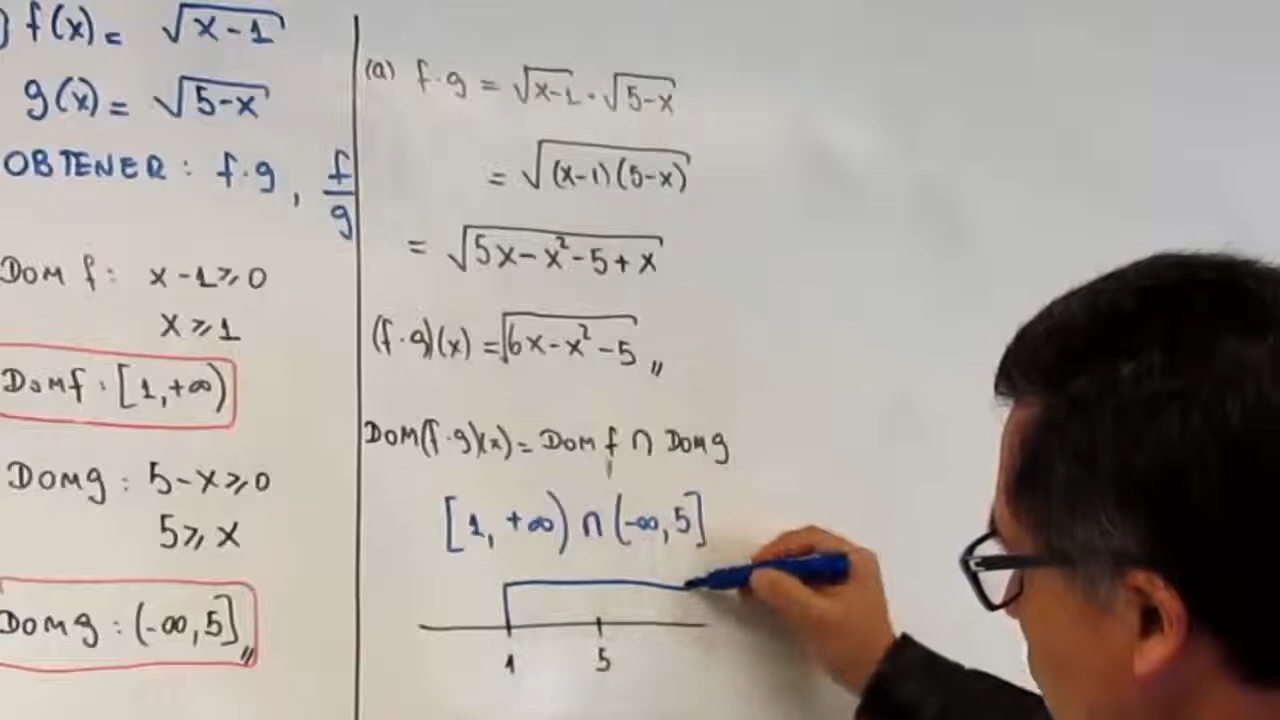 ) f(x) = √(x-1)
g(x) = √(5-x)
OBTENER : f·g , f/g
Dom f : x-1⩾0
x⩾1
Dom f : [1,+∞)
Dom g : 5-x⩾0
5⩾x
Dom g : (-∞,5],,
(a) f·g = √(x-1) · √(5-x)
= √((x-1)(5-x))
= √(5x-x²-5+x)
(f·g)(x) = √(6x-x²-5) ,,
Dom(f·g)(x) = Dom f ∩ Dom g
[1, +∞) ∩ (-∞, 5]
1 5